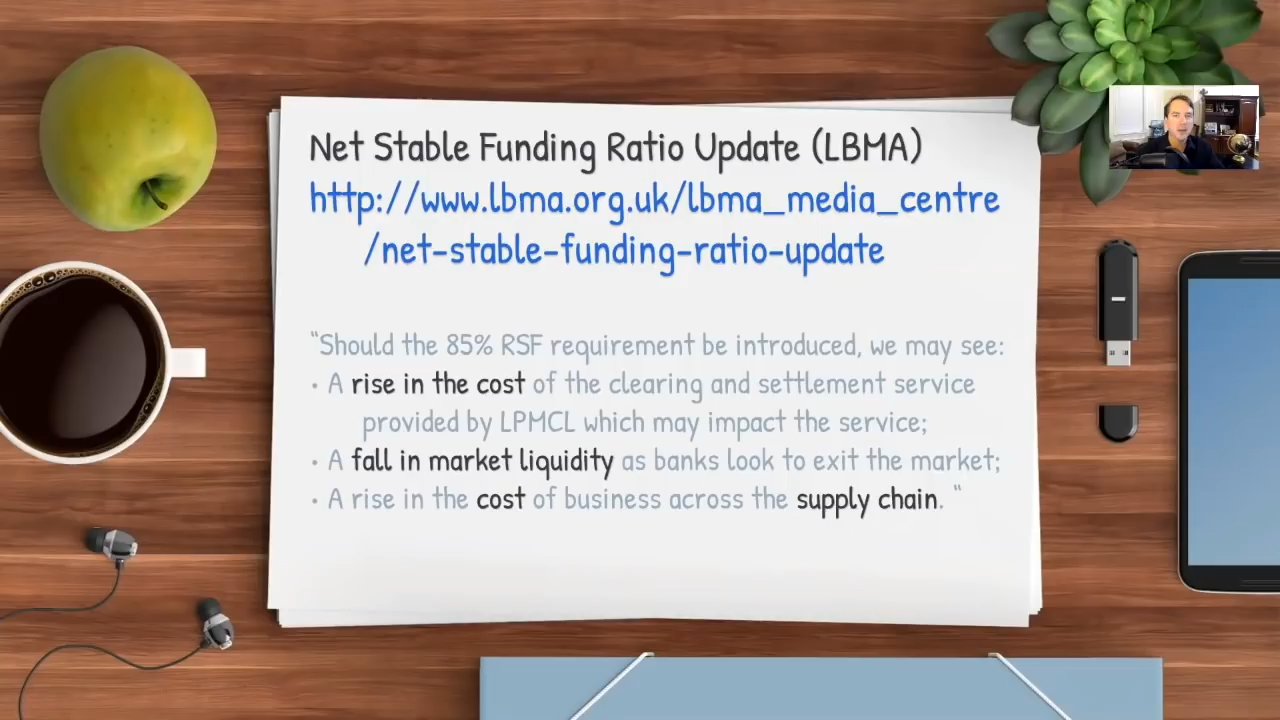 Net Stable Funding Ratio Update (LBMA)
http://www.lbma.org.uk/lbma_media_centre
/net-stable-funding-ratio-update
"Should the 85% RSF requirement be introduced, we may see:
• A rise in the cost of the clearing and settlement service
provided by LPMCL which may impact the service;
• A fall in market liquidity as banks look to exit the market;
• A rise in the cost of business across the supply chain. "